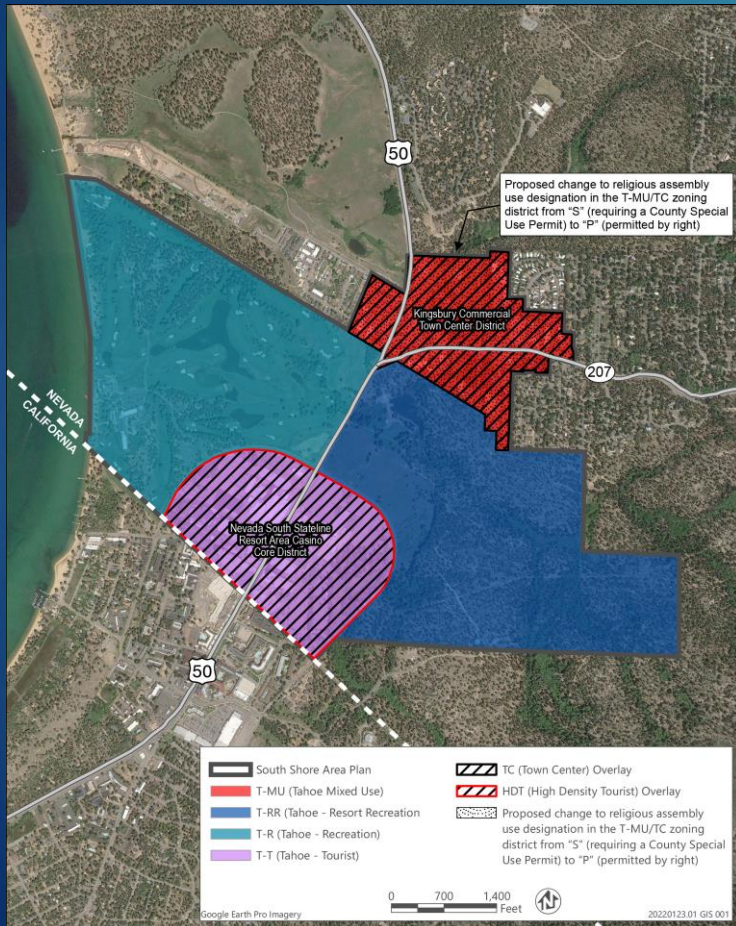 50
Proposed change to religious assembly
use designation in the T-MU/TC zoning
district from “S” (requiring a County Special
Use Permit) to “P” (permitted by right)
Kingsbury Commercial
Town Center District
207
NEVADA
CALIFORNIA
Nevada South Stateline
Resort Area Casino
Core District
50
South Shore Area Plan
T-MU (Tahoe Mixed Use)
T-RR (Tahoe - Resort Recreation
T-R (Tahoe - Recreation)
T-T (Tahoe - Tourist)
TC (Town Center) Overlay
HDT (High Density Tourist) Overlay
Proposed change to religious assembly
use designation in the T-MU/TC zoning
district from “S” (requiring a County Special
Use Permit) to “P” (permitted by right)
0 700 1,400
Feet
Google Earth Pro Imagery
20220123.01 GIS 001